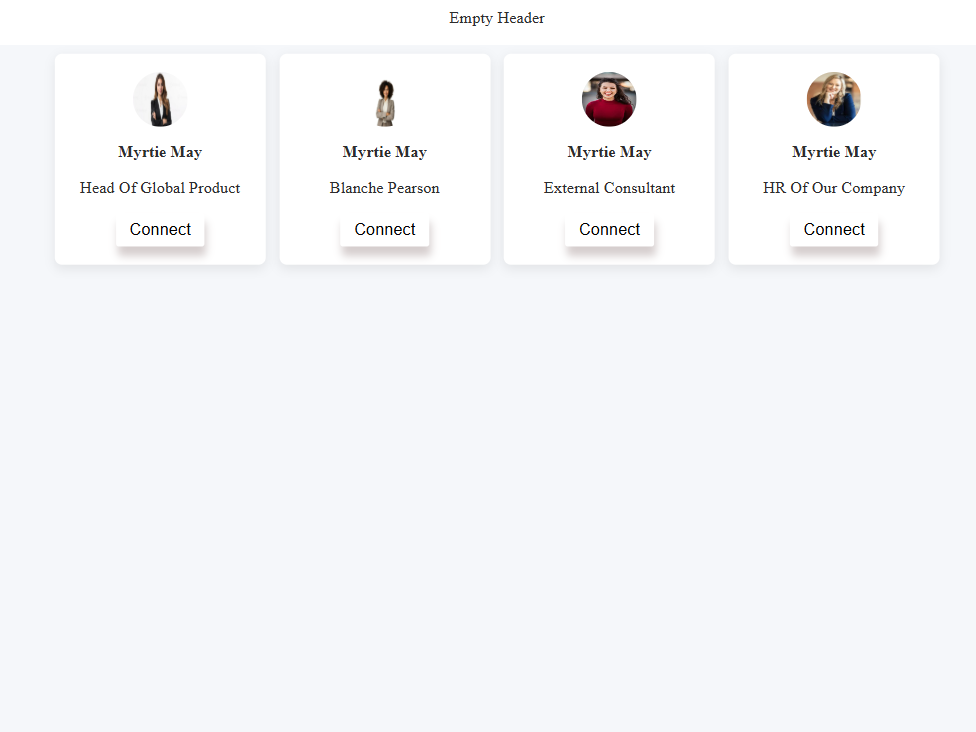 Empty Header
Myrtie May
Head Of Global Product
Connect
Myrtie May
Blanche Pearson
Connect
Myrtie May
External Consultant
Connect
Myrtie May
HR Of Our Company
Connect